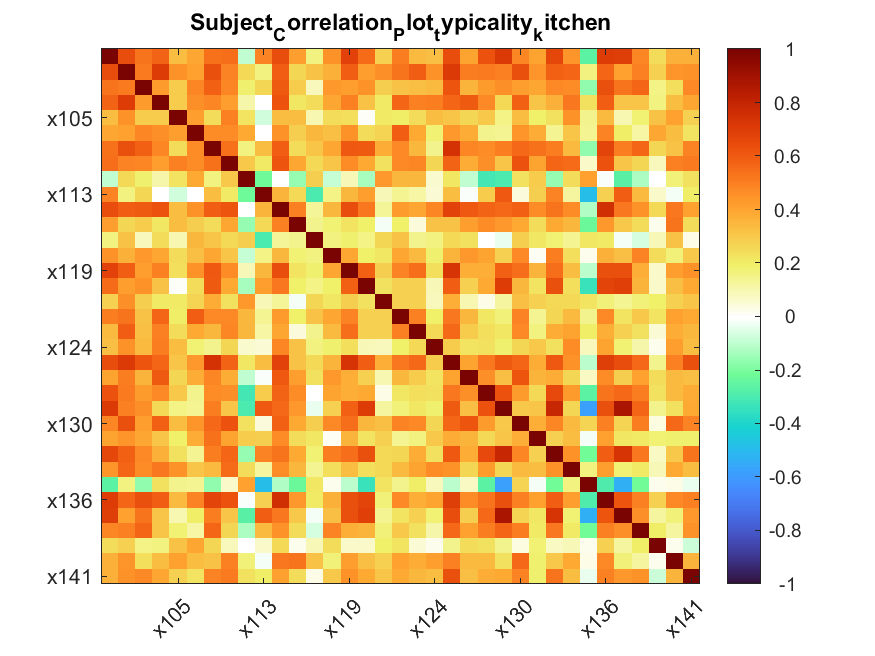 Subject_Correlation_Plot_typicality_kitchen
1
0.8
0.6
0.4
0.2
0
-0.2
-0.4
-0.6
-0.8
-1
x105
x113
x119
x124
x130
x136
x141
x105
x113
x119
x124
x130
x136
x141